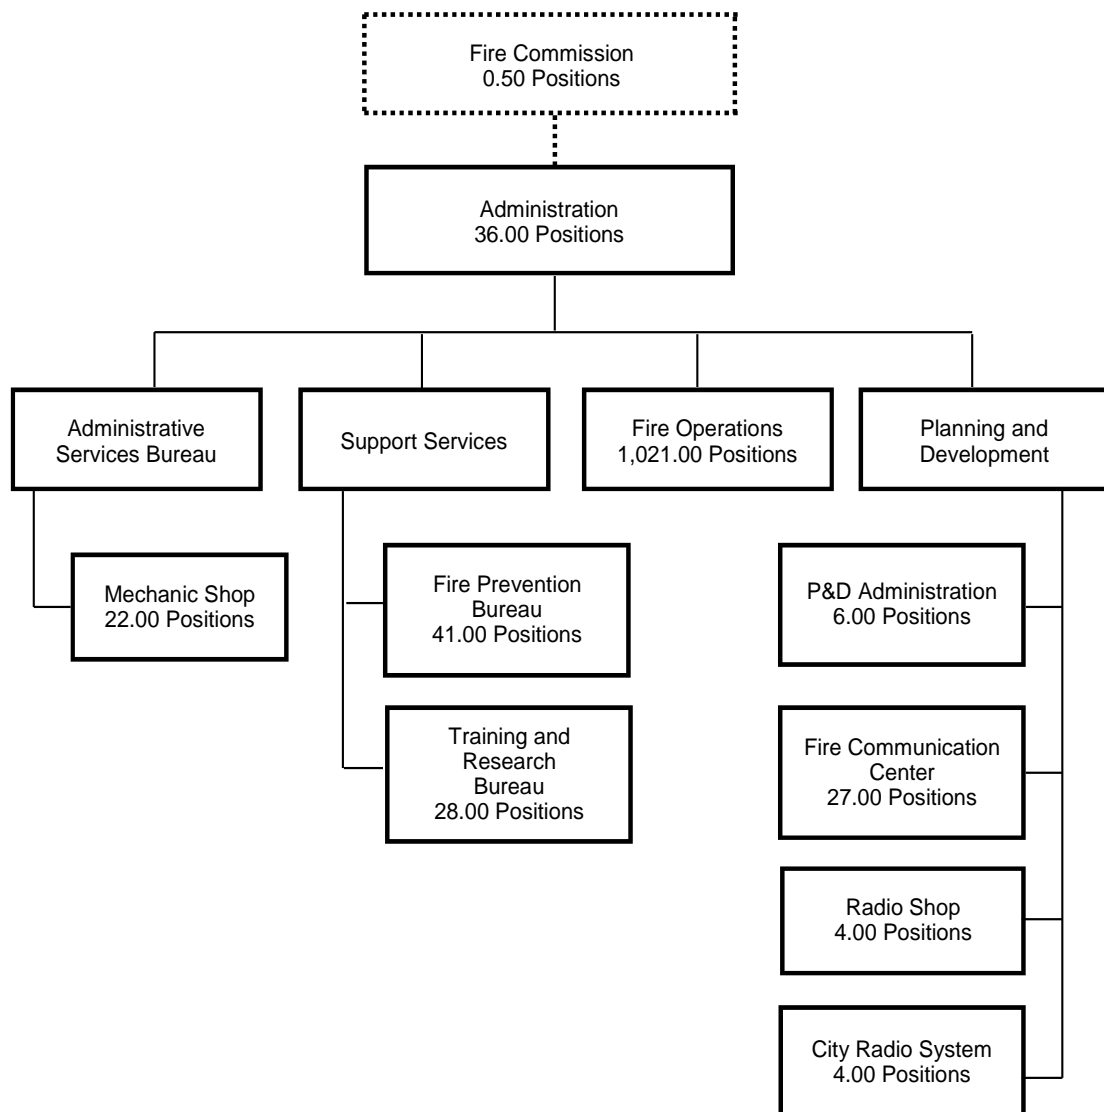 Fire Commission
0.50 Positions
Administration
36.00 Positions
Administrative
Services Bureau
Support Services
Fire Operations
1,021.00 Positions
Planning and
Development
Mechanic Shop
22.00 Positions
Fire Prevention
Bureau
41.00 Positions
Training and
Research
Bureau
28.00 Positions
P&D Administration
6.00 Positions
Fire Communication
Center
27.00 Positions
Radio Shop
4.00 Positions
City Radio System
4.00 Positions